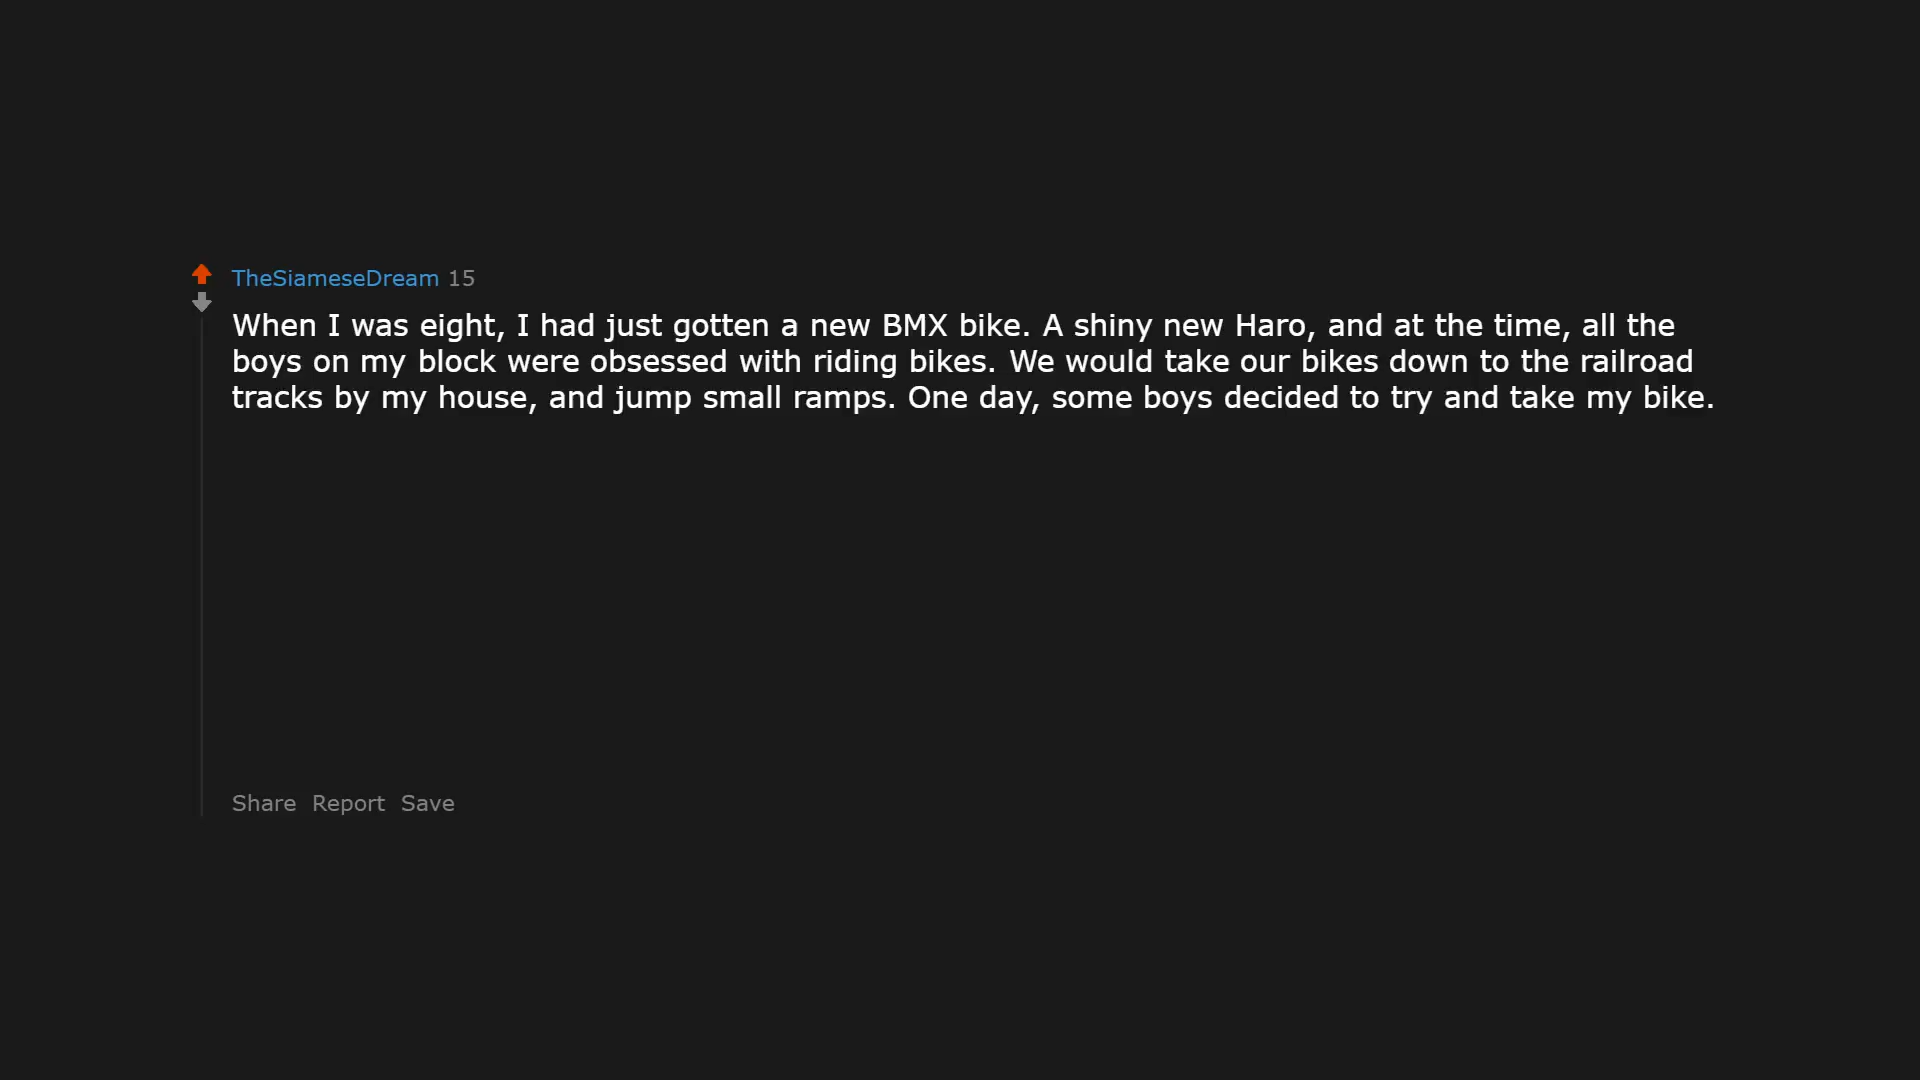 TheSiameseDream 15
When I was eight, I had just gotten a new BMX bike. A shiny new Haro, and at the time, all the
boys on my block were obsessed with riding bikes. We would take our bikes down to the railroad
tracks by my house, and jump small ramps. One day, some boys decided to try and take my bike.
Share Report Save